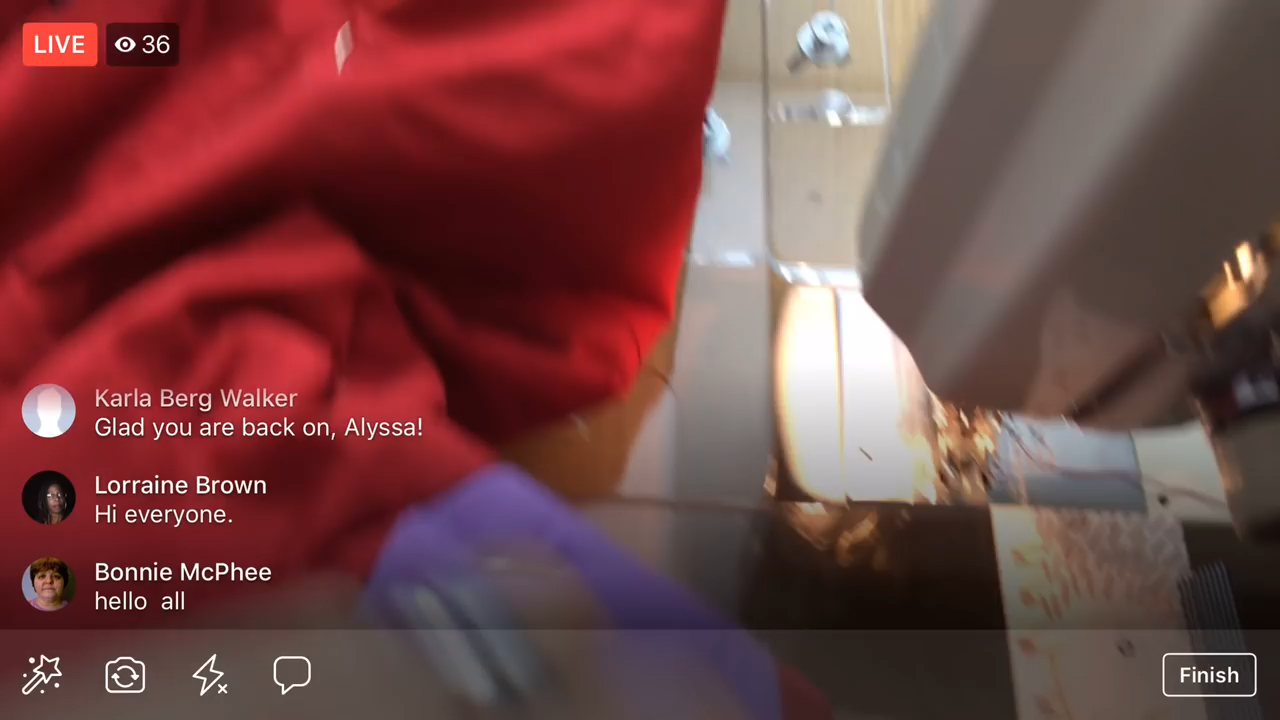 LIVE 36
Karla Berg Walker
Glad you are back on, Alyssa!
Lorraine Brown
Hi everyone.
Bonnie McPhee
hello all
Finish